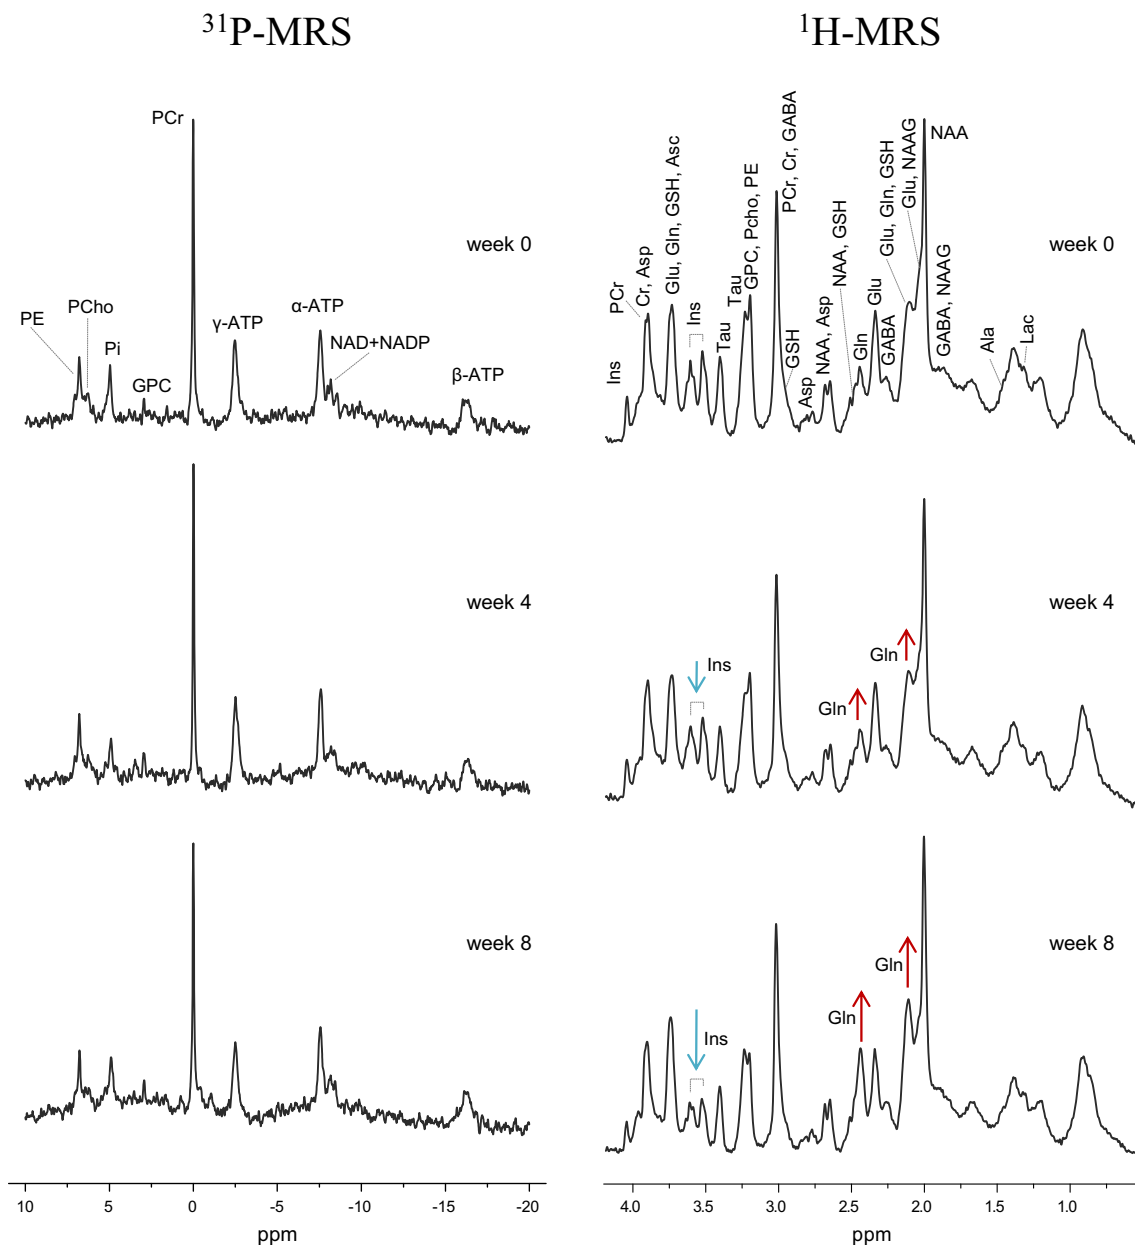 31P-MRS
1H-MRS
PCr
week 0
PE
PCho
Pi
GPC
γ-ATP
α-ATP
NAD+NADP
β-ATP
Ins
PCr
Cr, Asp
Glu, Gln, GSH, Asc
Ins
Tau
Tau
GPC, Pcho, PE
PCr, Cr, GABA
GSH
Asp
NAA, Asp
NAA, GSH
Gln
Glu
GABA
Glu, Gln, GSH
Glu, NAAG
NAA
GABA, NAAG
Ala
Lac
week 0
week 4
Ins
Gln
Gln
week 4
week 8
Ins
Gln
Gln
week 8
10 5 0 -5 -10 -15 -20
ppm
4.0 3.5 3.0 2.5 2.0 1.5 1.0
ppm